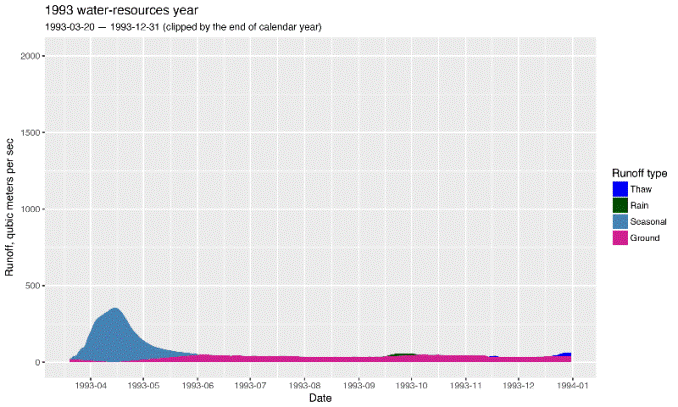 1993 water-resources year
1993-03-20 — 1993-12-31 (clipped by the end of calendar year)
2000
1500
1000
500
0
Runoff, qubic meters per sec
1993-04 1993-05 1993-06 1993-07 1993-08 1993-09 1993-10 1993-11 1993-12 1994-01
Date
Runoff type
Thaw
Rain
Seasonal
Ground